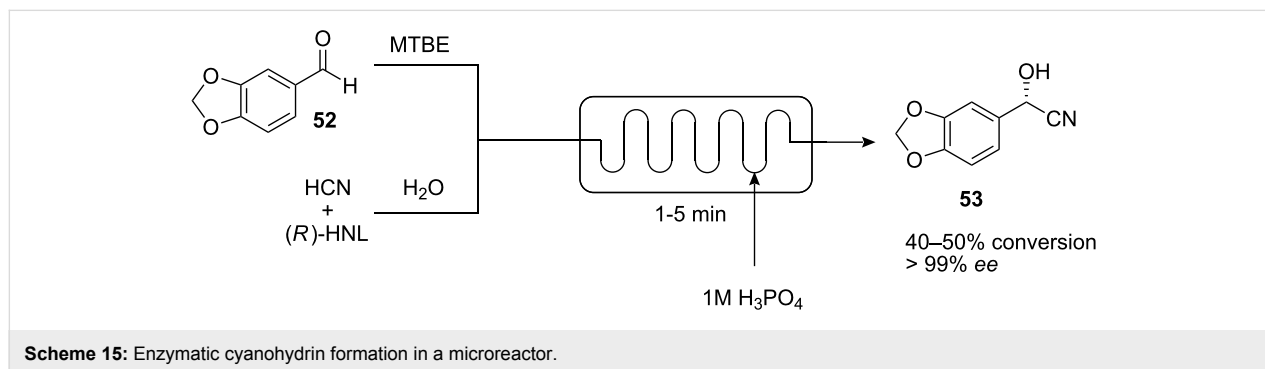 O
MTBE
O
H
O
52
HCN
+
(R)-HNL
H₂O
1-5 min
1M H₃PO₄
OH
O
CN
O
53
40–50% conversion
> 99% ee
Scheme 15: Enzymatic cyanohydrin formation in a microreactor.